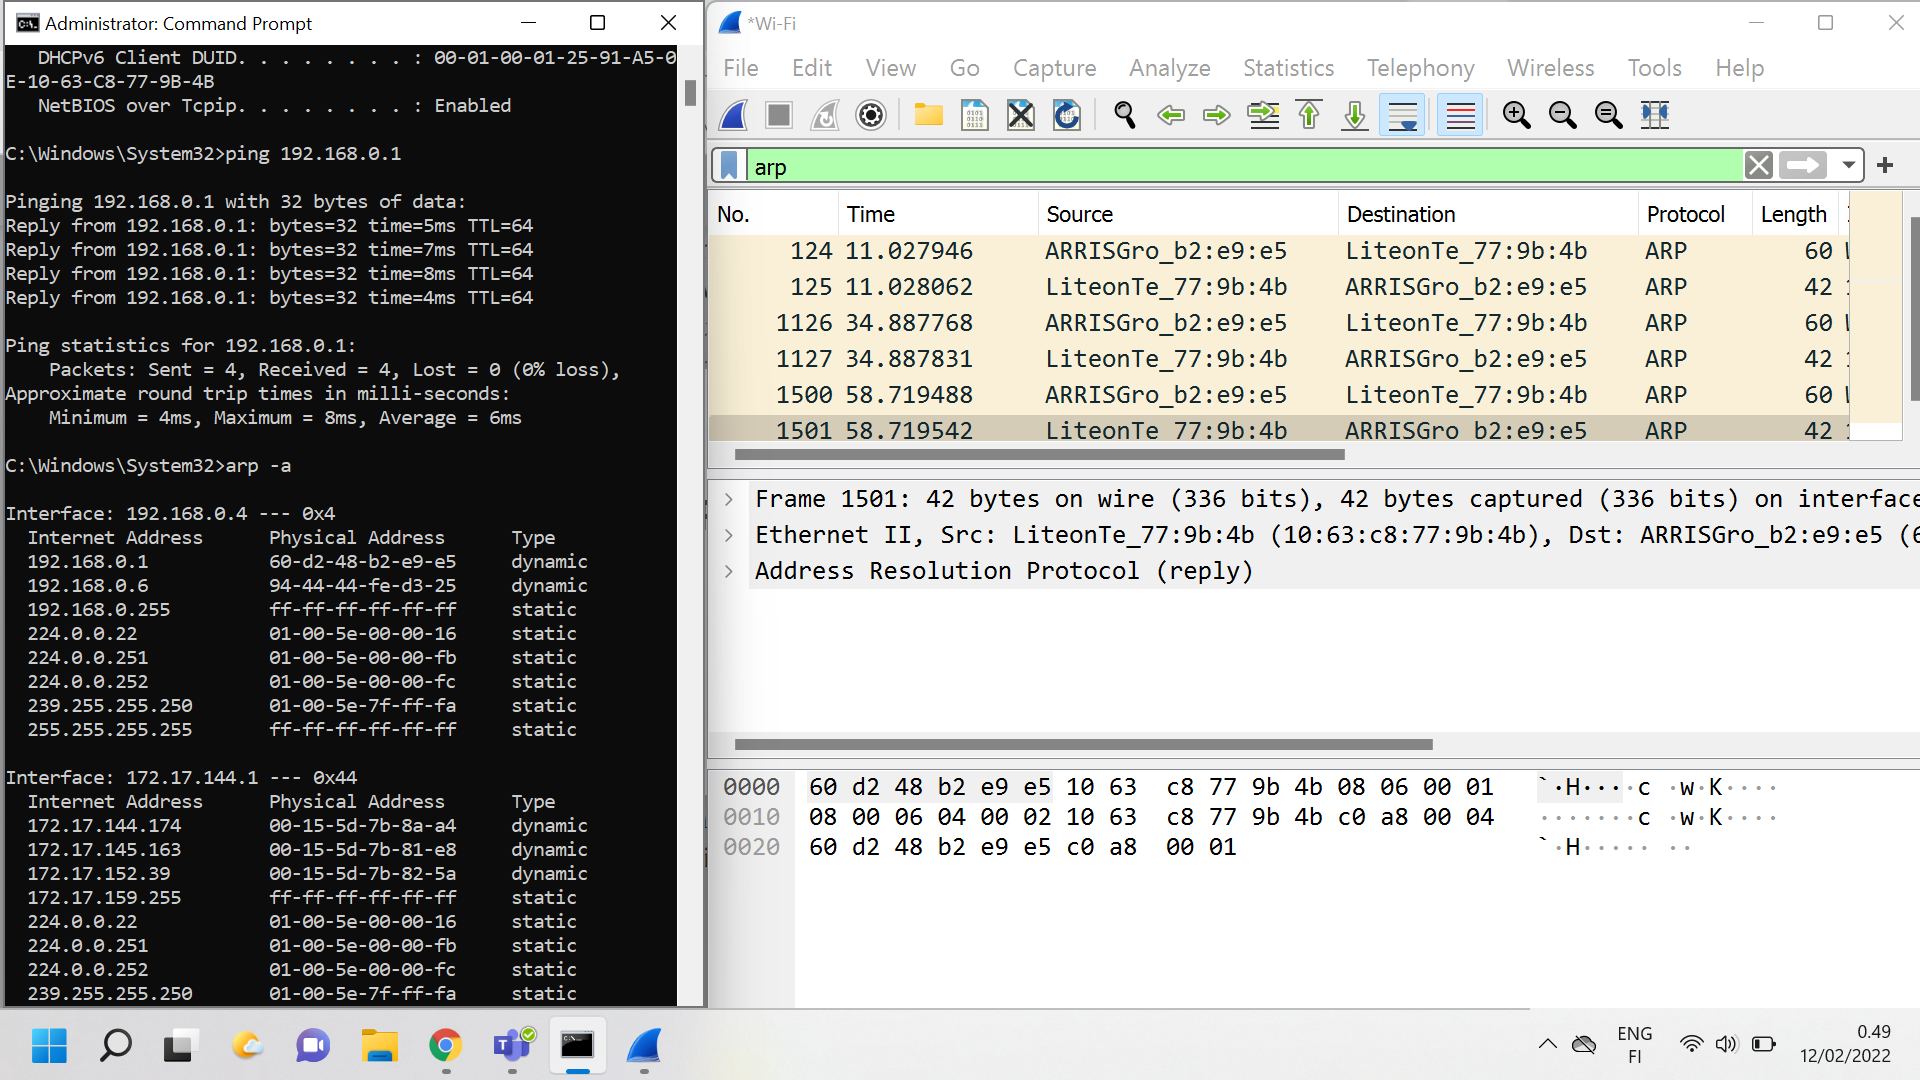 Administrator: Command Prompt
DHCPv6 Client DUID. . . . . . . . : 00-01-00-01-25-91-A5-0
E-10-63-C8-77-9B-4B
NetBIOS over Tcpip. . . . . . . . : Enabled
C:\Windows\System32>ping 192.168.0.1
Pinging 192.168.0.1 with 32 bytes of data:
Reply from 192.168.0.1: bytes=32 time=5ms TTL=64
Reply from 192.168.0.1: bytes=32 time=7ms TTL=64
Reply from 192.168.0.1: bytes=32 time=8ms TTL=64
Reply from 192.168.0.1: bytes=32 time=4ms TTL=64
Ping statistics for 192.168.0.1:
Packets: Sent = 4, Received = 4, Lost = 0 (0% loss),
Approximate round trip times in milli-seconds:
Minimum = 4ms, Maximum = 8ms, Average = 6ms
C:\Windows\System32>arp -a
Interface: 192.168.0.4 --- 0x4
Internet Address Physical Address Type
192.168.0.1 60-d2-48-b2-e9-e5 dynamic
192.168.0.6 94-44-44-fe-d3-25 dynamic
192.168.0.255 ff-ff-ff-ff-ff-ff static
224.0.0.22 01-00-5e-00-00-16 static
224.0.0.251 01-00-5e-00-00-fb static
224.0.0.252 01-00-5e-00-00-fc static
239.255.255.250 01-00-5e-7f-ff-fa static
255.255.255.255 ff-ff-ff-ff-ff-ff static
Interface: 172.17.144.1 --- 0x44
Internet Address Physical Address Type
172.17.144.174 00-15-5d-7b-8a-a4 dynamic
172.17.145.163 00-15-5d-7b-81-e8 dynamic
172.17.152.39 00-15-5d-7b-82-5a dynamic
172.17.159.255 ff-ff-ff-ff-ff-ff static
224.0.0.22 01-00-5e-00-00-16 static
224.0.0.251 01-00-5e-00-00-fb static
224.0.0.252 01-00-5e-00-00-fc static
239.255.255.250 01-00-5e-7f-ff-fa static
*Wi-Fi
File Edit View Go Capture Analyze Statistics Telephony Wireless Tools Help
arp
No. Time Source Destination Protocol Length
124 11.027946 ARRISGro_b2:e9:e5 LiteonTe_77:9b:4b ARP 60
125 11.028062 LiteonTe_77:9b:4b ARRISGro_b2:e9:e5 ARP 42
1126 34.887768 ARRISGro_b2:e9:e5 LiteonTe_77:9b:4b ARP 60
1127 34.887831 LiteonTe_77:9b:4b ARRISGro_b2:e9:e5 ARP 42
1500 58.719488 ARRISGro_b2:e9:e5 LiteonTe_77:9b:4b ARP 60
1501 58.719542 LiteonTe_77:9b:4b ARRISGro_b2:e9:e5 ARP 42
Frame 1501: 42 bytes on wire (336 bits), 42 bytes captured (336 bits) on interface
Ethernet II, Src: LiteonTe_77:9b:4b (10:63:c8:77:9b:4b), Dst: ARRISGro_b2:e9:e5 (6
Address Resolution Protocol (reply)
0000 60 d2 48 b2 e9 e5 10 63 c8 77 9b 4b 08 06 00 01 `·H····c ·w·K····
0010 08 00 06 04 00 02 10 63 c8 77 9b 4b c0 a8 00 04 ·······c ·w·K····
0020 60 d2 48 b2 e9 e5 c0 a8 00 01 `·H····· ··
ENG
FI
0.49
12/02/2022